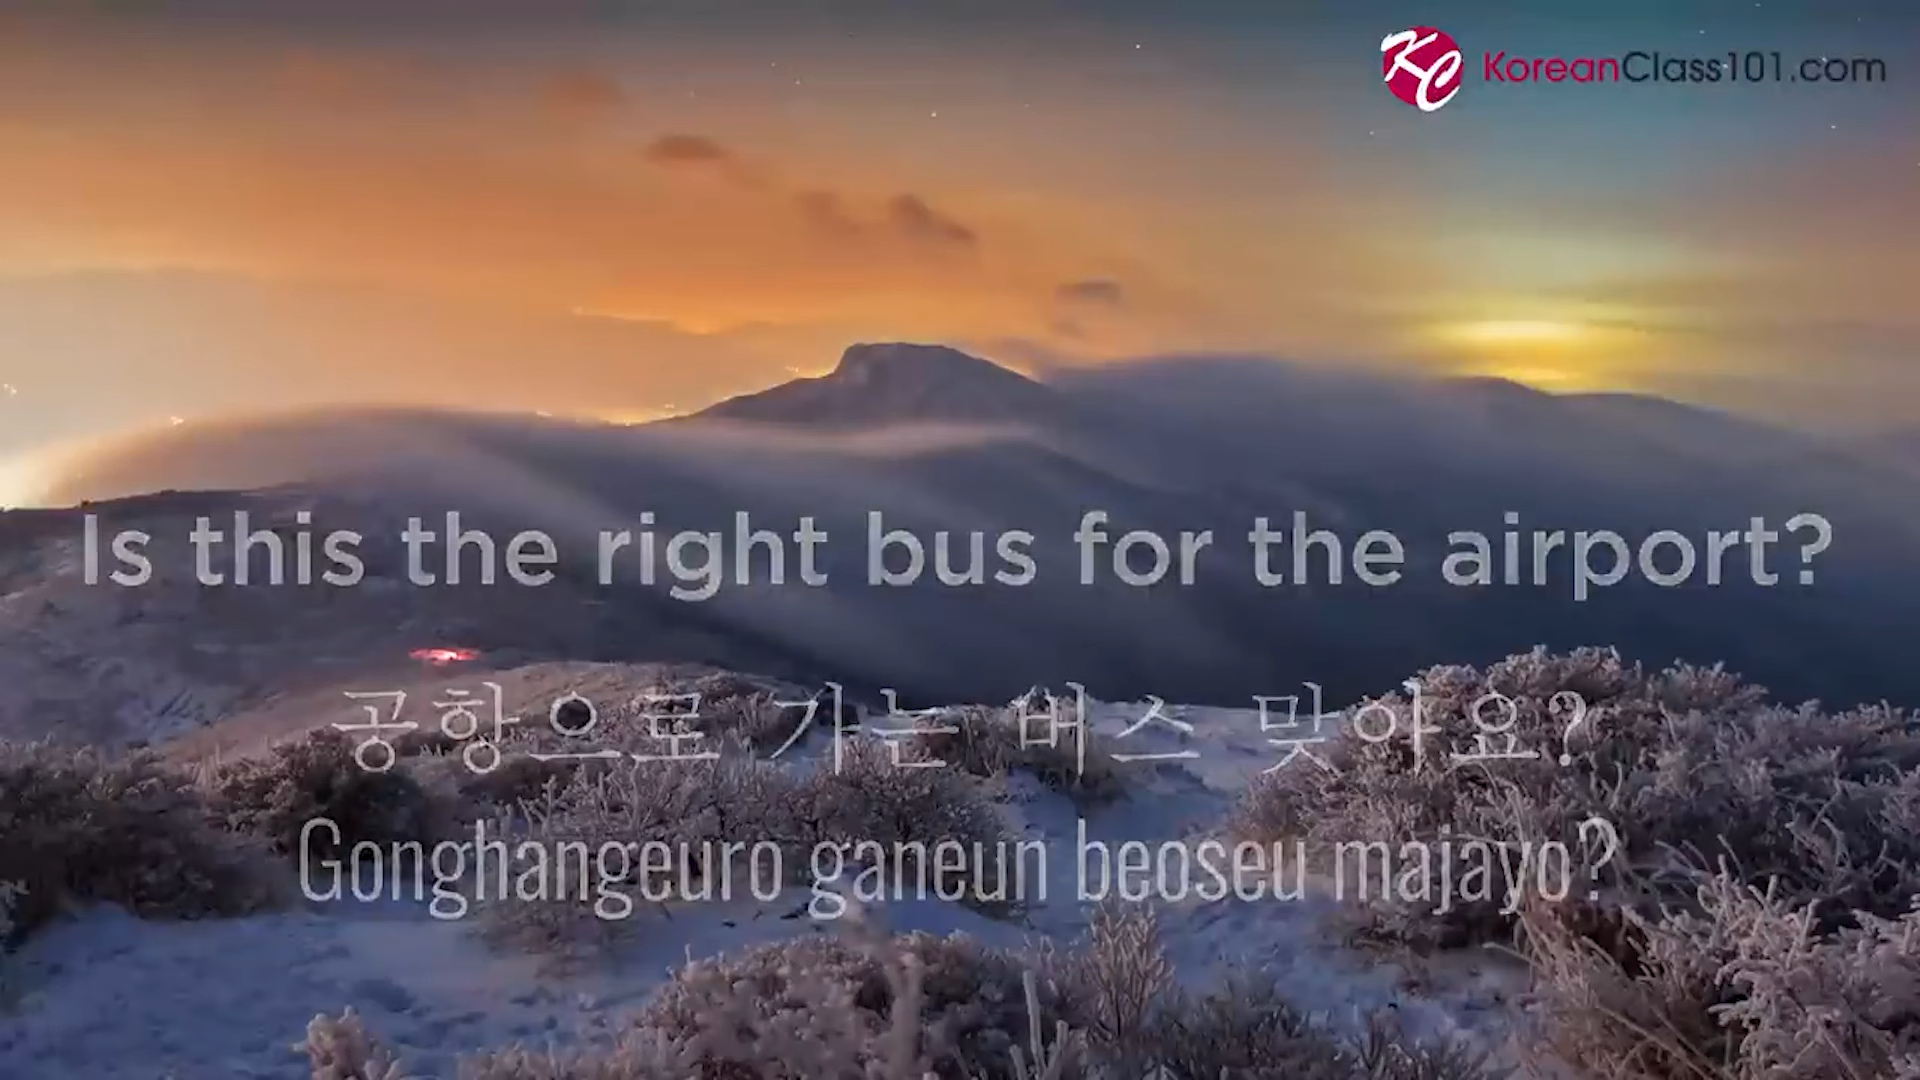 KoreanClass101.com
Is this the right bus for the airport?
공항으로 가는 버스 맞아요?
Gonghangeuro ganeun beoseu majayo?